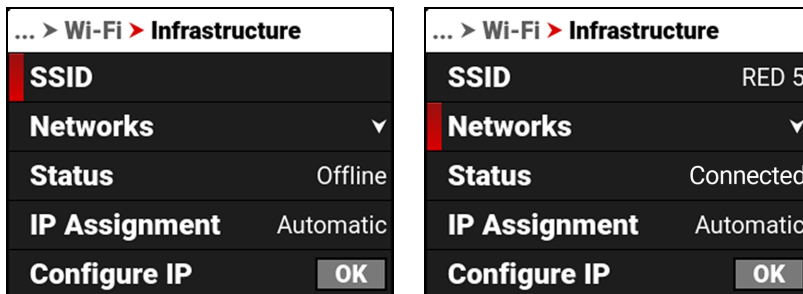 ... > Wi-Fi > Infrastructure
SSID
Networks
Status Offline
IP Assignment Automatic
Configure IP OK
... > Wi-Fi > Infrastructure
SSID RED 5
Networks
Status Connected
IP Assignment Automatic
Configure IP OK